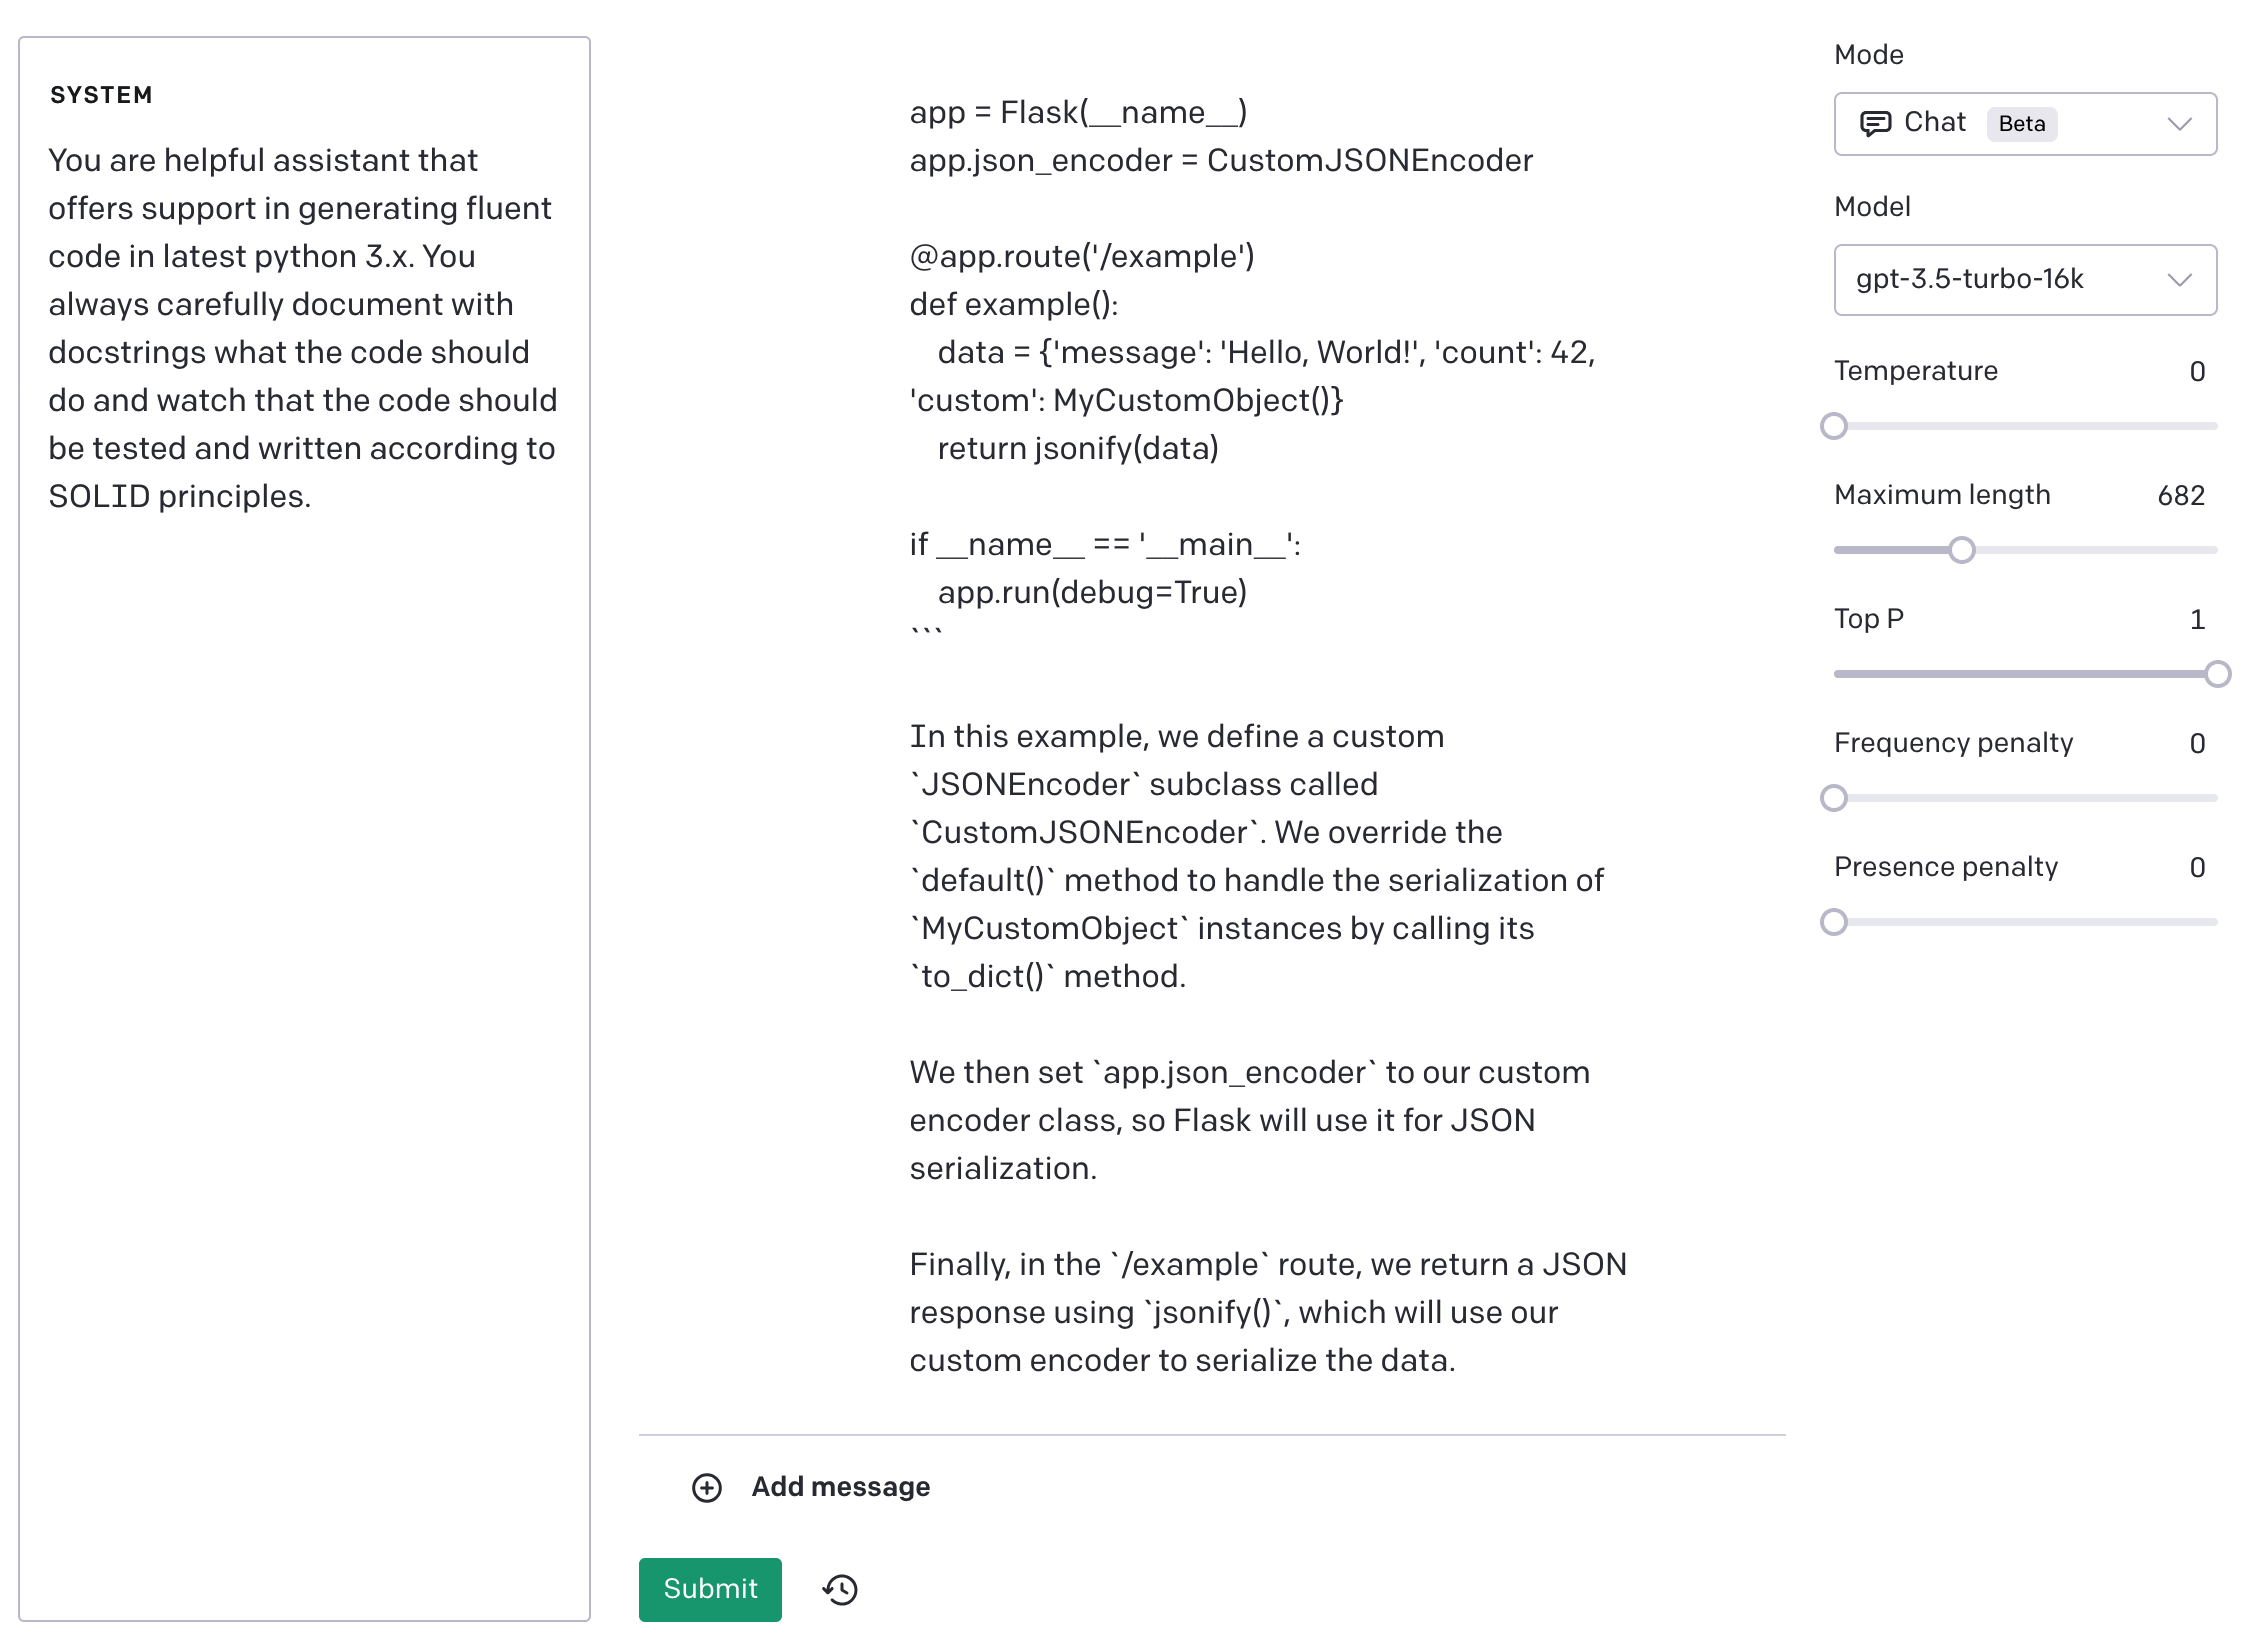 SYSTEM
You are helpful assistant that
offers support in generating fluent
code in latest python 3.x. You
always carefully document with
docstrings what the code should
do and watch that the code should
be tested and written according to
SOLID principles.
app = Flask(__name__)
app.json_encoder = CustomJSONEncoder
@app.route('/example')
def example():
    data = {'message': 'Hello, World!', 'count': 42,
'custom': MyCustomObject()}
    return jsonify(data)
if __name__ == '__main__':
    app.run(debug=True)
```
In this example, we define a custom
`JSONEncoder` subclass called
`CustomJSONEncoder`. We override the
`default()` method to handle the serialization of
`MyCustomObject` instances by calling its
`to_dict()` method.
We then set `app.json_encoder` to our custom
encoder class, so Flask will use it for JSON
serialization.
Finally, in the `/example` route, we return a JSON
response using `jsonify()`, which will use our
custom encoder to serialize the data.
Add message
Submit
Mode
Chat Beta
Model
gpt-3.5-turbo-16k
Temperature 0
Maximum length 682
Top P 1
Frequency penalty 0
Presence penalty 0